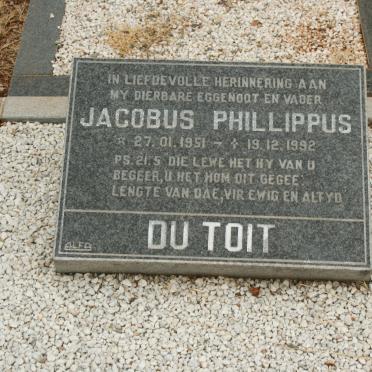 IN LIEFDEVOLLE HERINNERING AAN
MY DIERBARE EGGENOOT EN VADER
JACOBUS PHILLIPPUS
☆ 27.01.1951 - ✝ 19.12.1992
PS.21:5 DIE LEWE HET HY VAN U
BEGEER, U HET HOM DIT GEGEE:
LENGTE VAN DAE, VIR EWIG EN ALTYD
DU TOIT
ALFA